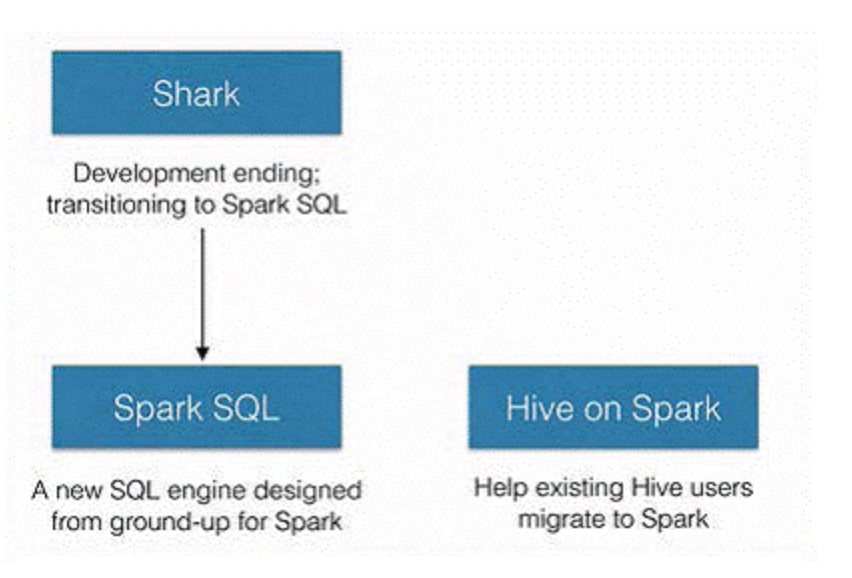 Shark
Development ending;
transitioning to Spark SQL
Spark SQL
A new SQL engine designed
from ground-up for Spark
Hive on Spark
Help existing Hive users
migrate to Spark